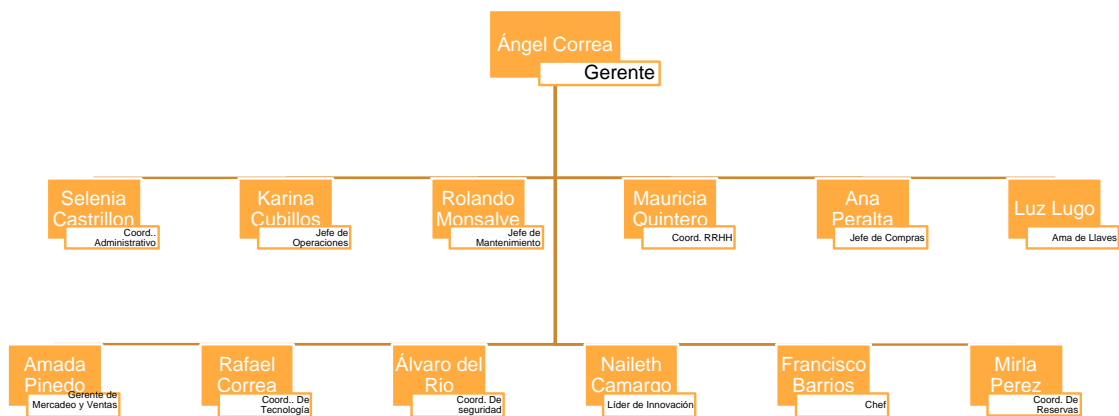 Ángel Correa
Gerente
Selenia
Castrillon
Coord..
Administrativo
Karina
Cubillos
Jefe de
Operaciones
Rolando
Monsalve
Jefe de
Mantenimiento
Mauricia
Quintero
Coord. RRHH
Ana
Peralta
Jefe de Compras
Luz Lugo
Ama de Llaves
Amada
Pinedo
Gerente de
Mercadeo y Ventas
Rafael
Correa
Coord.. De
Tecnología
Álvaro del
Rio
Coord. De
seguridad
Naileth
Camargo
Líder de Innovación
Francisco
Barrios
Chef
Mirla
Perez
Coord. De
Reservas